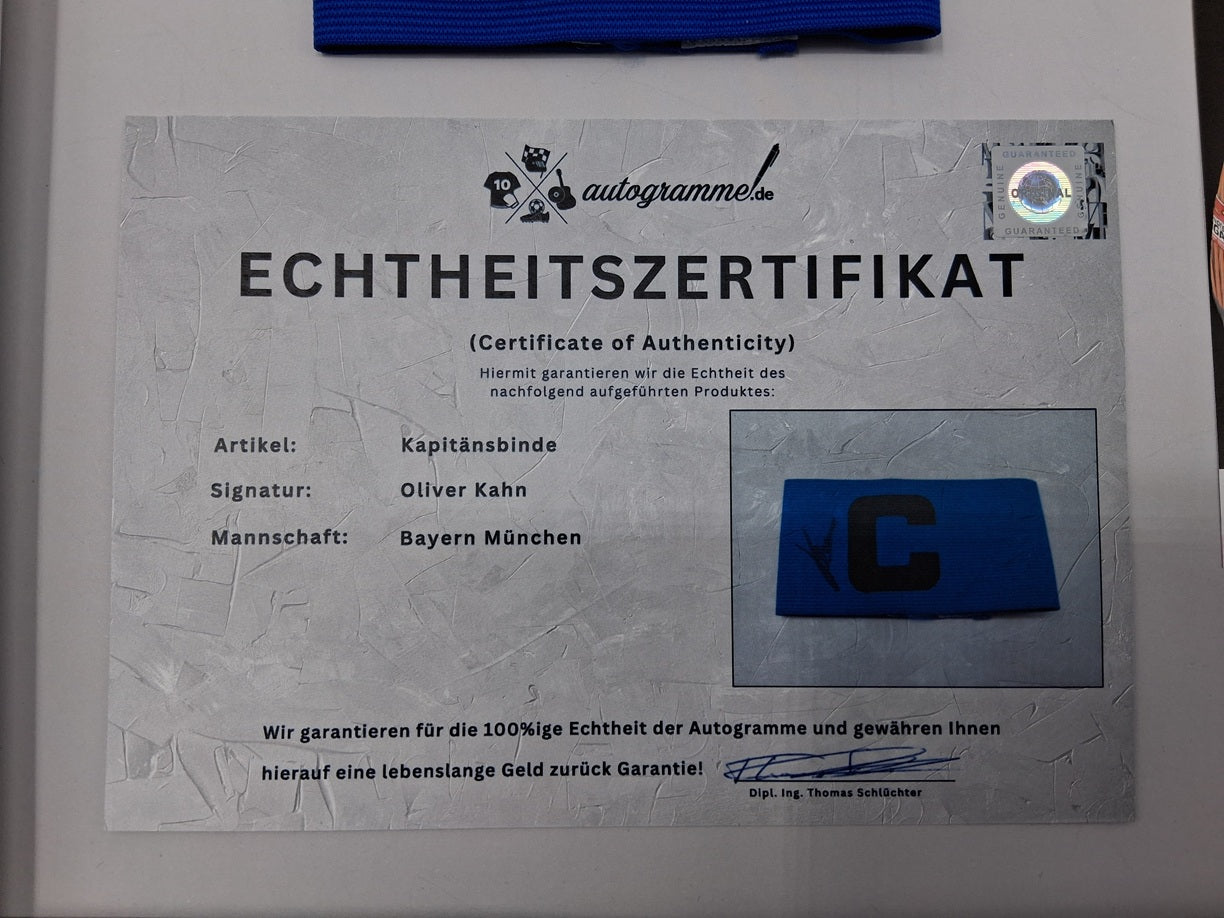 10
autogramme!.de
GUARANTEED
GENUINE
ORIGINAL
GENUINE
GUARANTEED
ECHTHEITSZERTIFIKAT
(Certificate of Authenticity)
Hiermit garantieren wir die Echtheit des
nachfolgend aufgeführten Produktes:
Artikel: Kapitänsbinde
Signatur: Oliver Kahn
Mannschaft: Bayern München
C
Wir garantieren für die 100%ige Echtheit der Autogramme und gewähren Ihnen
hierauf eine lebenslange Geld zurück Garantie!
Dipl. Ing. Thomas Schlüchter